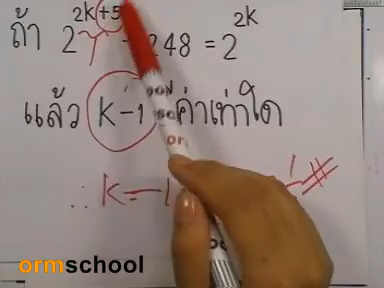 ถ้า 2^{2k+5} - 248 = 2^{2k}
แล้ว k-1 ค่าเท่าใด
∴ k-1
ormschool